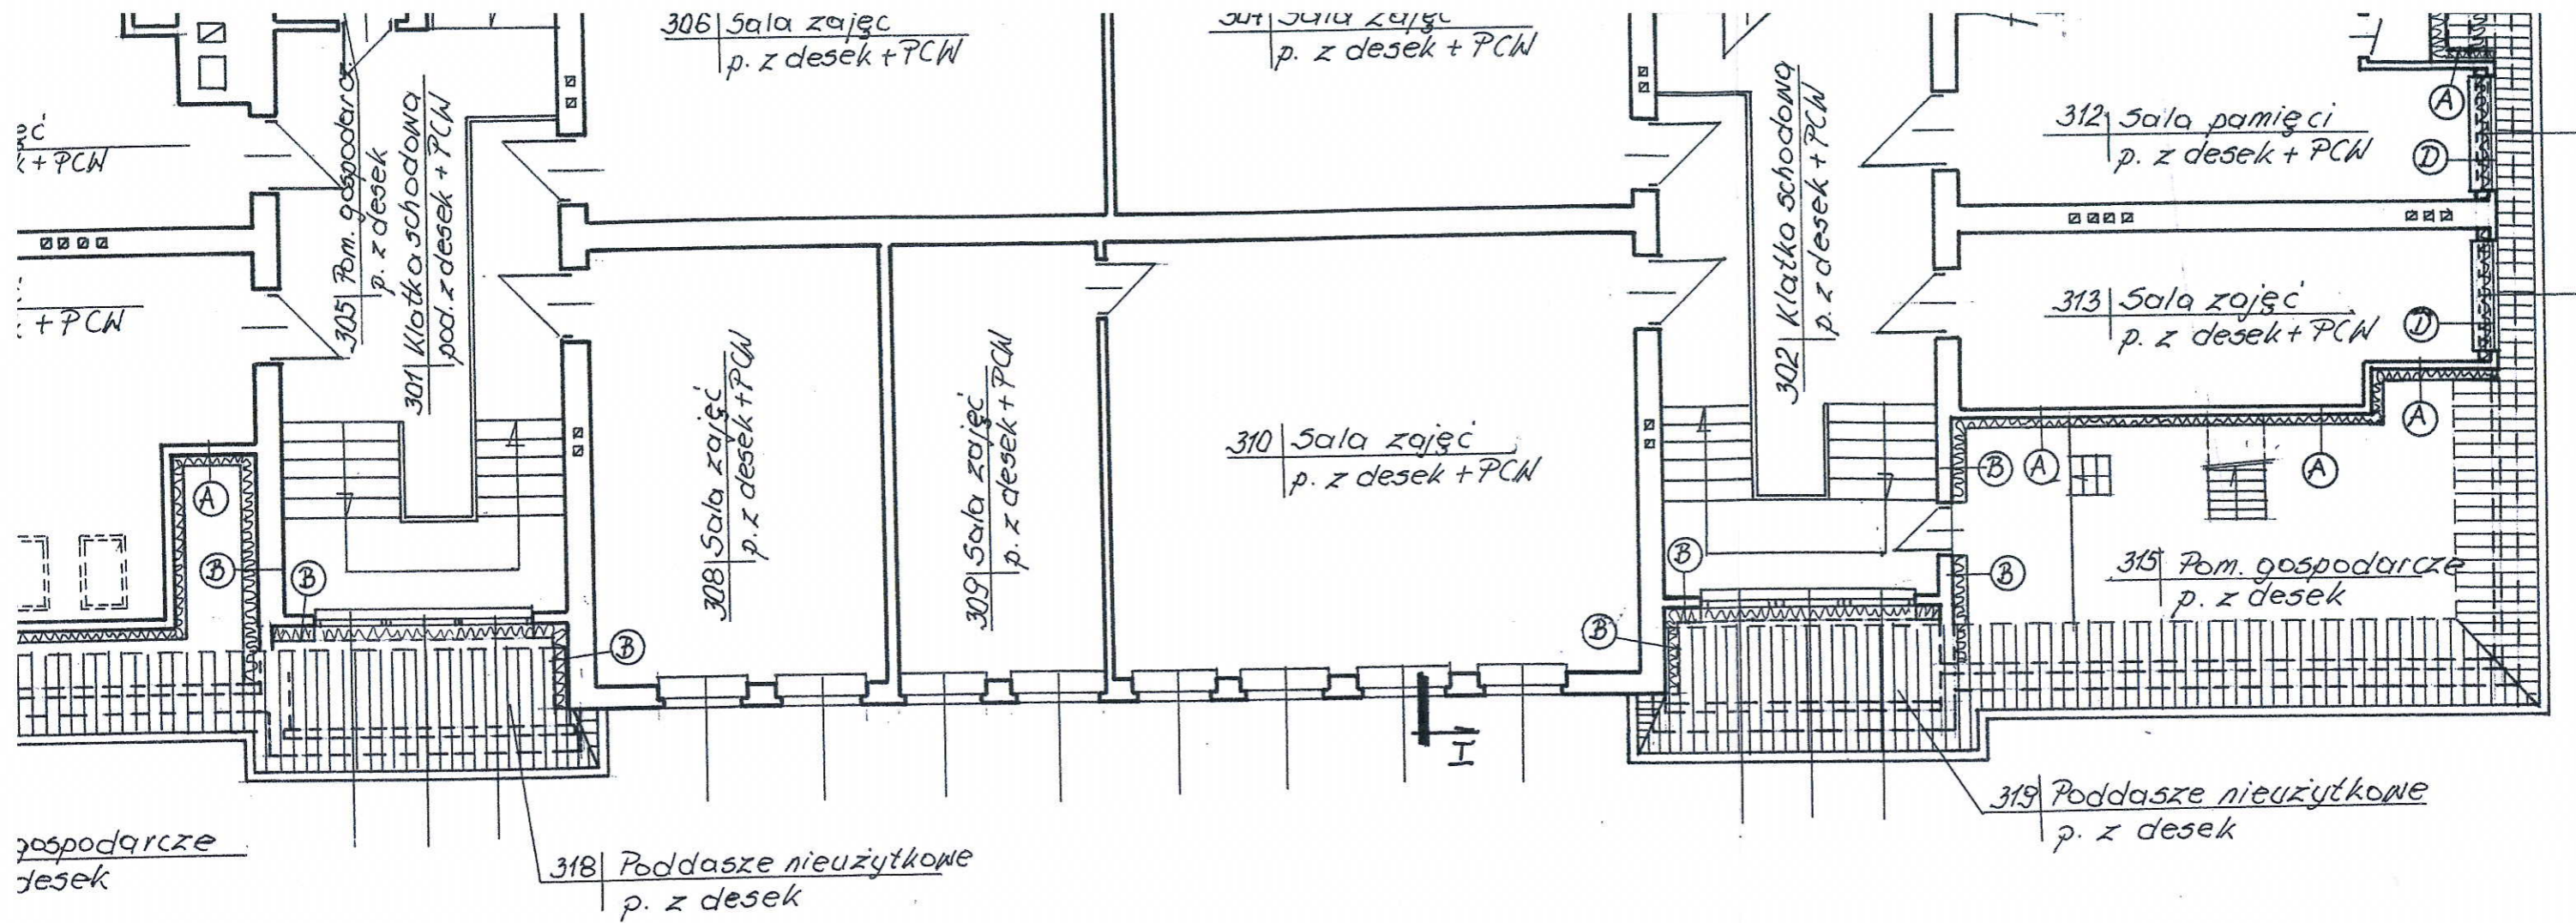 306 Sala zajęć
p. z desek + PCW
Sala zajęć
p. z desek + PCW
305 Pom. gospodarcz.
p. z desek
301 Klatka schodowa
pod. z desek + PCW
302 Klatka schodowa
p. z desek + PCW
312 Sala pamięci
p. z desek + PCW
A
D
+ PCW
313 Sala zajęć
p. z desek + PCW
D
+ PCW
308 Sala zajęć
p. z desek + PCW
309 Sala zajęć
p. z desek + PCW
310 Sala zajęć
p. z desek + PCW
A
B
B
B
B
B
B
B
A
A
A
315 Pom. gospodarcze
p. z desek
I
319 Poddasze nieużytkowe
p. z desek
gospodarcze
desek
318 Poddasze nieużytkowe
p. z desek